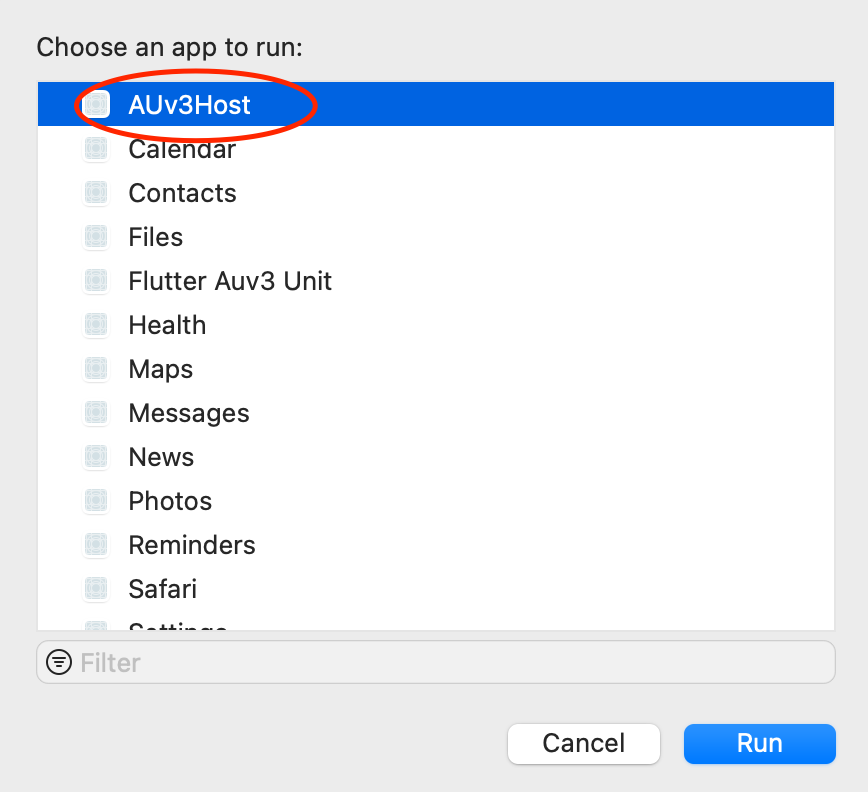 Choose an app to run:
AUv3Host
Calendar
Contacts
Files
Flutter Auv3 Unit
Health
Maps
Messages
News
Photos
Reminders
Safari
Settings
Filter
Cancel
Run